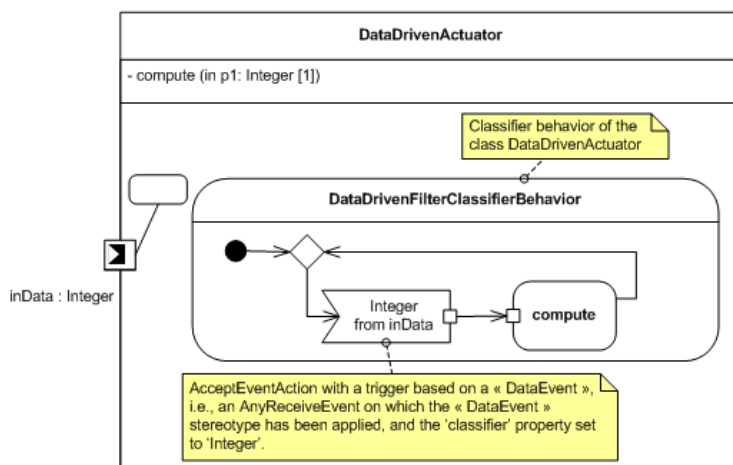 DataDrivenActuator
- compute (in p1: Integer [1])
Classifier behavior of the
class DataDrivenActuator
DataDrivenFilterClassifierBehavior
inData : Integer
Integer
from inData
compute
AcceptEventAction with a trigger based on a « DataEvent »,
i.e., an AnyReceiveEvent on which the « DataEvent »
stereotype has been applied, and the ‘classifier’ property set
to ‘Integer’.